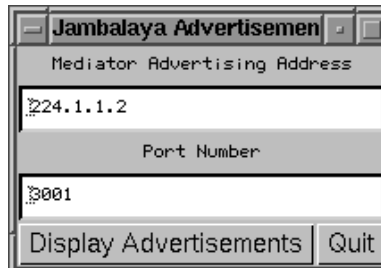 Jambalaya Advertisemen
Mediator Advertising Address
224.1.1.2
Port Number
3001
Display Advertisements Quit